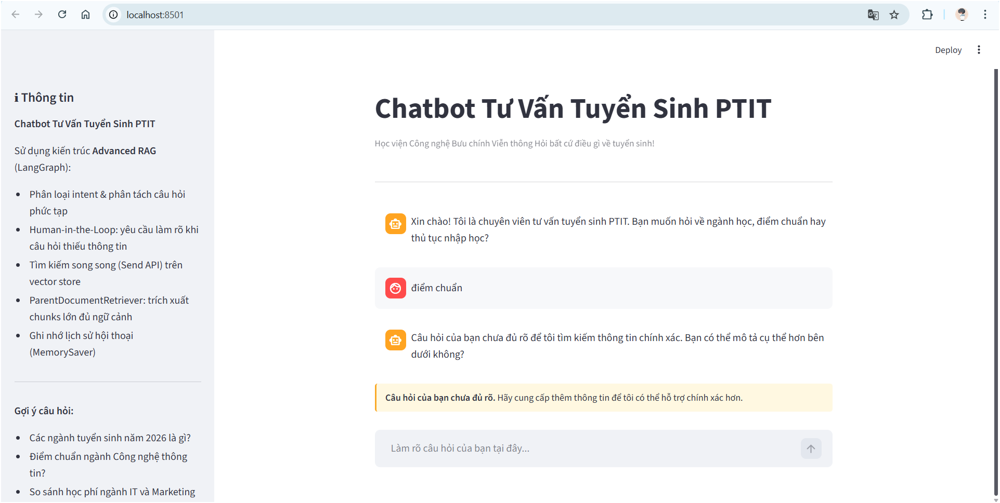 localhost:8501
Deploy
ℹ Thông tin
Chatbot Tư Vấn Tuyển Sinh PTIT
Sử dụng kiến trúc Advanced RAG
(LangGraph):
• Phân loại intent & phân tách câu hỏi
phức tạp
• Human-in-the-Loop: yêu cầu làm rõ khi
câu hỏi thiếu thông tin
• Tìm kiếm song song (Send API) trên
vector store
• ParentDocumentRetriever: trích xuất
chunks lớn đủ ngữ cảnh
• Ghi nhớ lịch sử hội thoại
(MemorySaver)
Gợi ý câu hỏi:
• Các ngành tuyển sinh năm 2026 là gì?
• Điểm chuẩn ngành Công nghệ thông
tin?
• So sánh học phí ngành IT và Marketing
Chatbot Tư Vấn Tuyển Sinh PTIT
Học viện Công nghệ Bưu chính Viễn thông Hỏi bất cứ điều gì về tuyển sinh!
Xin chào! Tôi là chuyên viên tư vấn tuyển sinh PTIT. Bạn muốn hỏi về ngành học, điểm chuẩn hay
thủ tục nhập học?
điểm chuẩn
Câu hỏi của bạn chưa đủ rõ để tôi tìm kiếm thông tin chính xác. Bạn có thể mô tả cụ thể hơn bên
dưới không?
Câu hỏi của bạn chưa đủ rõ. Hãy cung cấp thêm thông tin để tôi có thể hỗ trợ chính xác hơn.
Làm rõ câu hỏi của bạn tại đây...